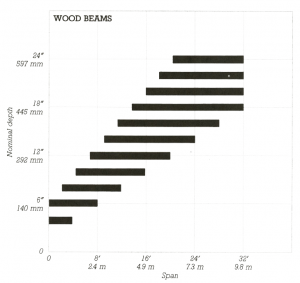 WOOD BEAMS
24"
597 mm
18"
445 mm
Nominal depth
12"
292 mm
6"
140 mm
0
0 8' 16' 24' 32'
2.4 m 4.9 m 7.3 m 9.8 m
Span